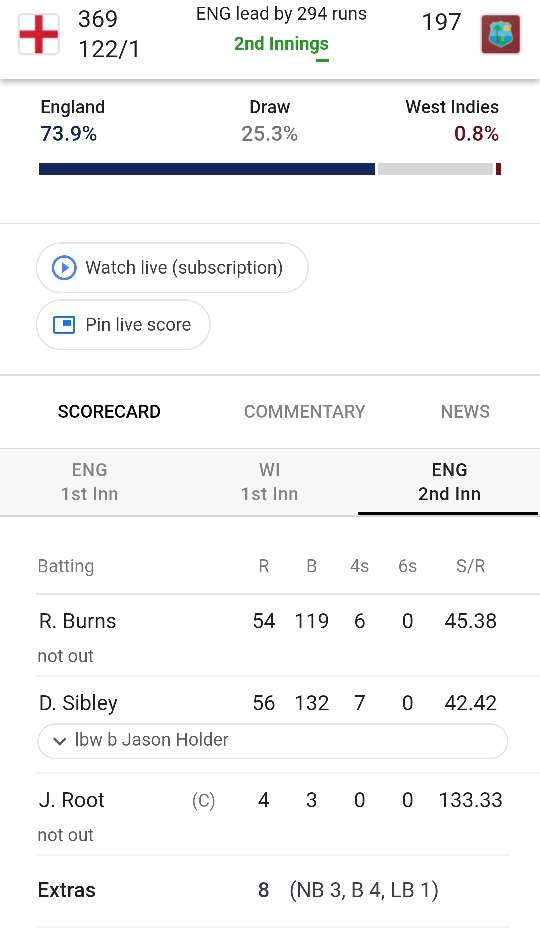 369 ENG lead by 294 runs 197
122/1 2nd Innings
England Draw West Indies
73.9% 25.3% 0.8%
Watch live (subscription)
Pin live score
SCORECARD COMMENTARY NEWS
ENG WI ENG
1st Inn 1st Inn 2nd Inn
Batting R B 4s 6s S/R
R. Burns 54 119 6 0 45.38
not out
D. Sibley 56 132 7 0 42.42
lbw b Jason Holder
J. Root (C) 4 3 0 0 133.33
not out
Extras 8 (NB 3, B 4, LB 1)